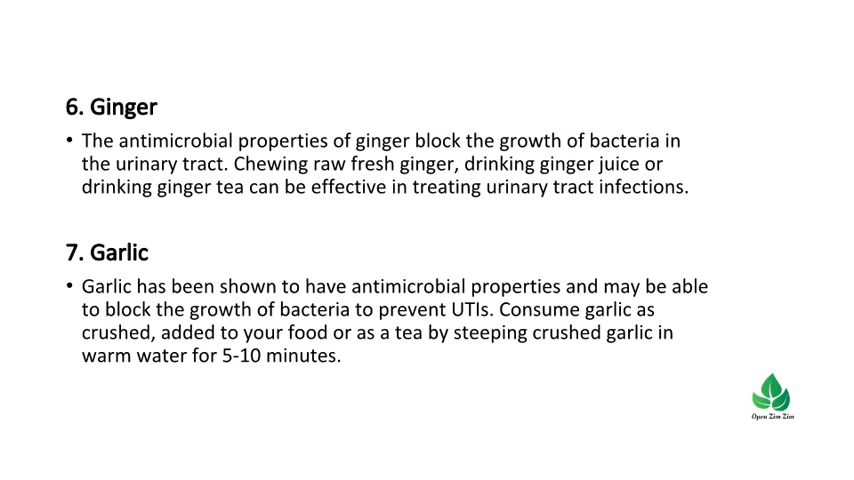 6. Ginger
• The antimicrobial properties of ginger block the growth of bacteria in
the urinary tract. Chewing raw fresh ginger, drinking ginger juice or
drinking ginger tea can be effective in treating urinary tract infections.
7. Garlic
• Garlic has been shown to have antimicrobial properties and may be able
to block the growth of bacteria to prevent UTIs. Consume garlic as
crushed, added to your food or as a tea by steeping crushed garlic in
warm water for 5-10 minutes.
Open Zim Zim